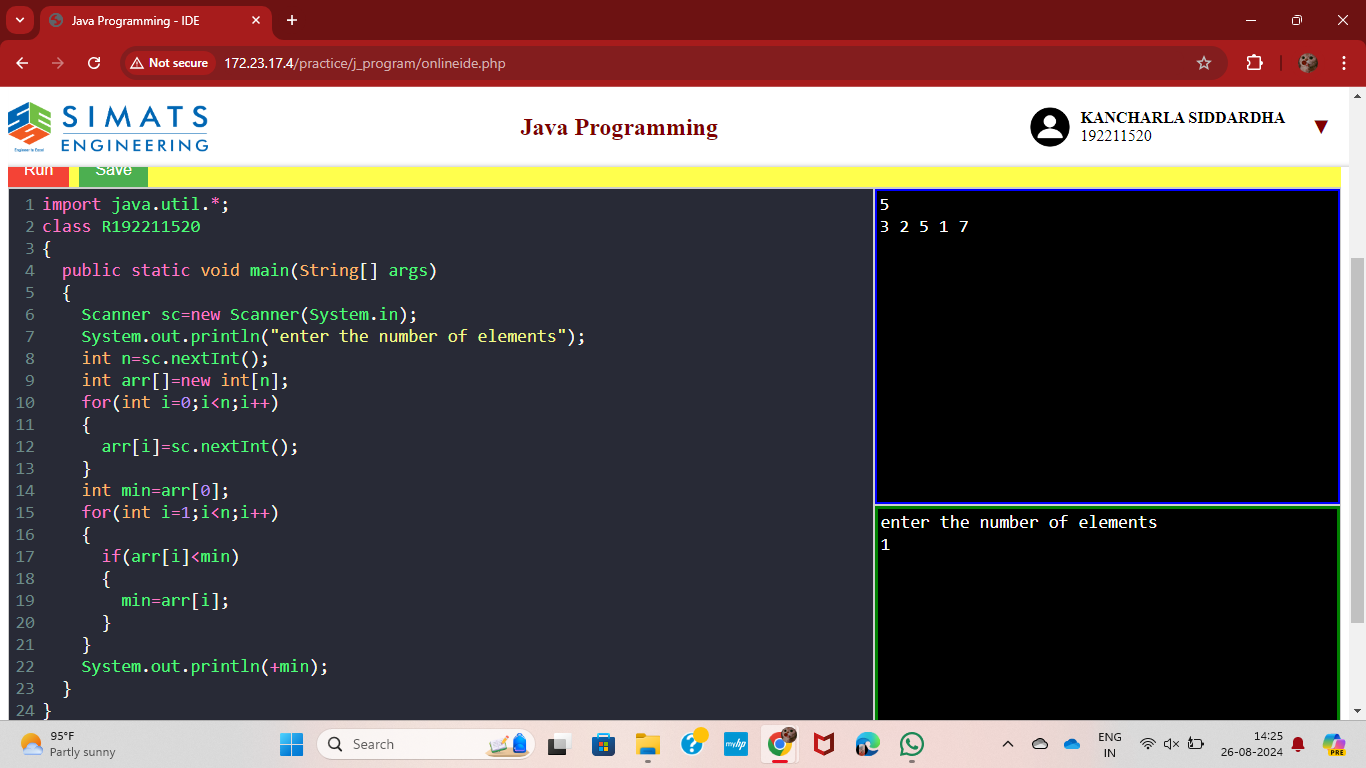 Java Programming - IDE
Not secure 172.23.17.4/practice/j_program/onlineide.php
SIMATS
ENGINEERING
Engineer to Excel
Java Programming
KANCHARLA SIDDARDHA
192211520
Run Save
1 import java.util.*;
2 class R192211520
3 {
4 public static void main(String[] args)
5 {
6 Scanner sc=new Scanner(System.in);
7 System.out.println("enter the number of elements");
8 int n=sc.nextInt();
9 int arr[]=new int[n];
10 for(int i=0;i<n;i++)
11 {
12 arr[i]=sc.nextInt();
13 }
14 int min=arr[0];
15 for(int i=1;i<n;i++)
16 {
17 if(arr[i]<min)
18 {
19 min=arr[i];
20 }
21 }
22 System.out.println(+min);
23 }
24 }
5
3 2 5 1 7
enter the number of elements
1
95°F
Partly sunny
Search
myhp
ENG
IN
14:25
26-08-2024
PRE